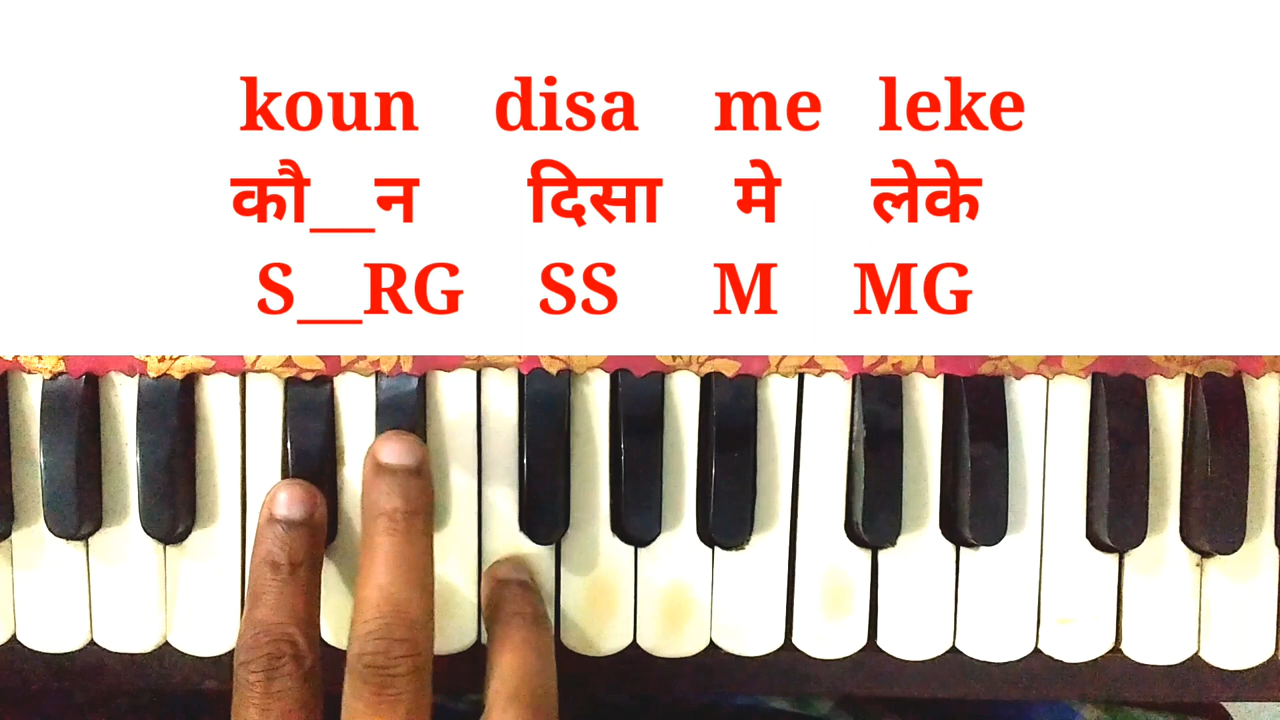 koun disa me leke
कौ__न दिसा मे लेके
S__RG SS M MG